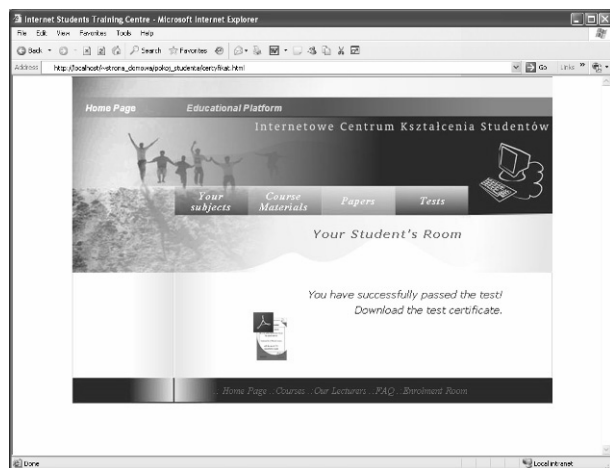 Internet Students Training Centre - Microsoft Internet Explorer
File Edit View Favorites Tools Help
Back Search Favorites
Address http://localhost/~strona_domowa/pokoj_studenta/certyfikat.html Go Links »
Home Page Educational Platform
Internetowe Centrum Kształcenia Studentów
Your subjects Course Materials Papers Tests
Your Student's Room
You have successfully passed the test!
Download the test certificate.
Home Page ..Courses ..Our Lecturers ..FAQ ..Enrolment Room
Done Local intranet